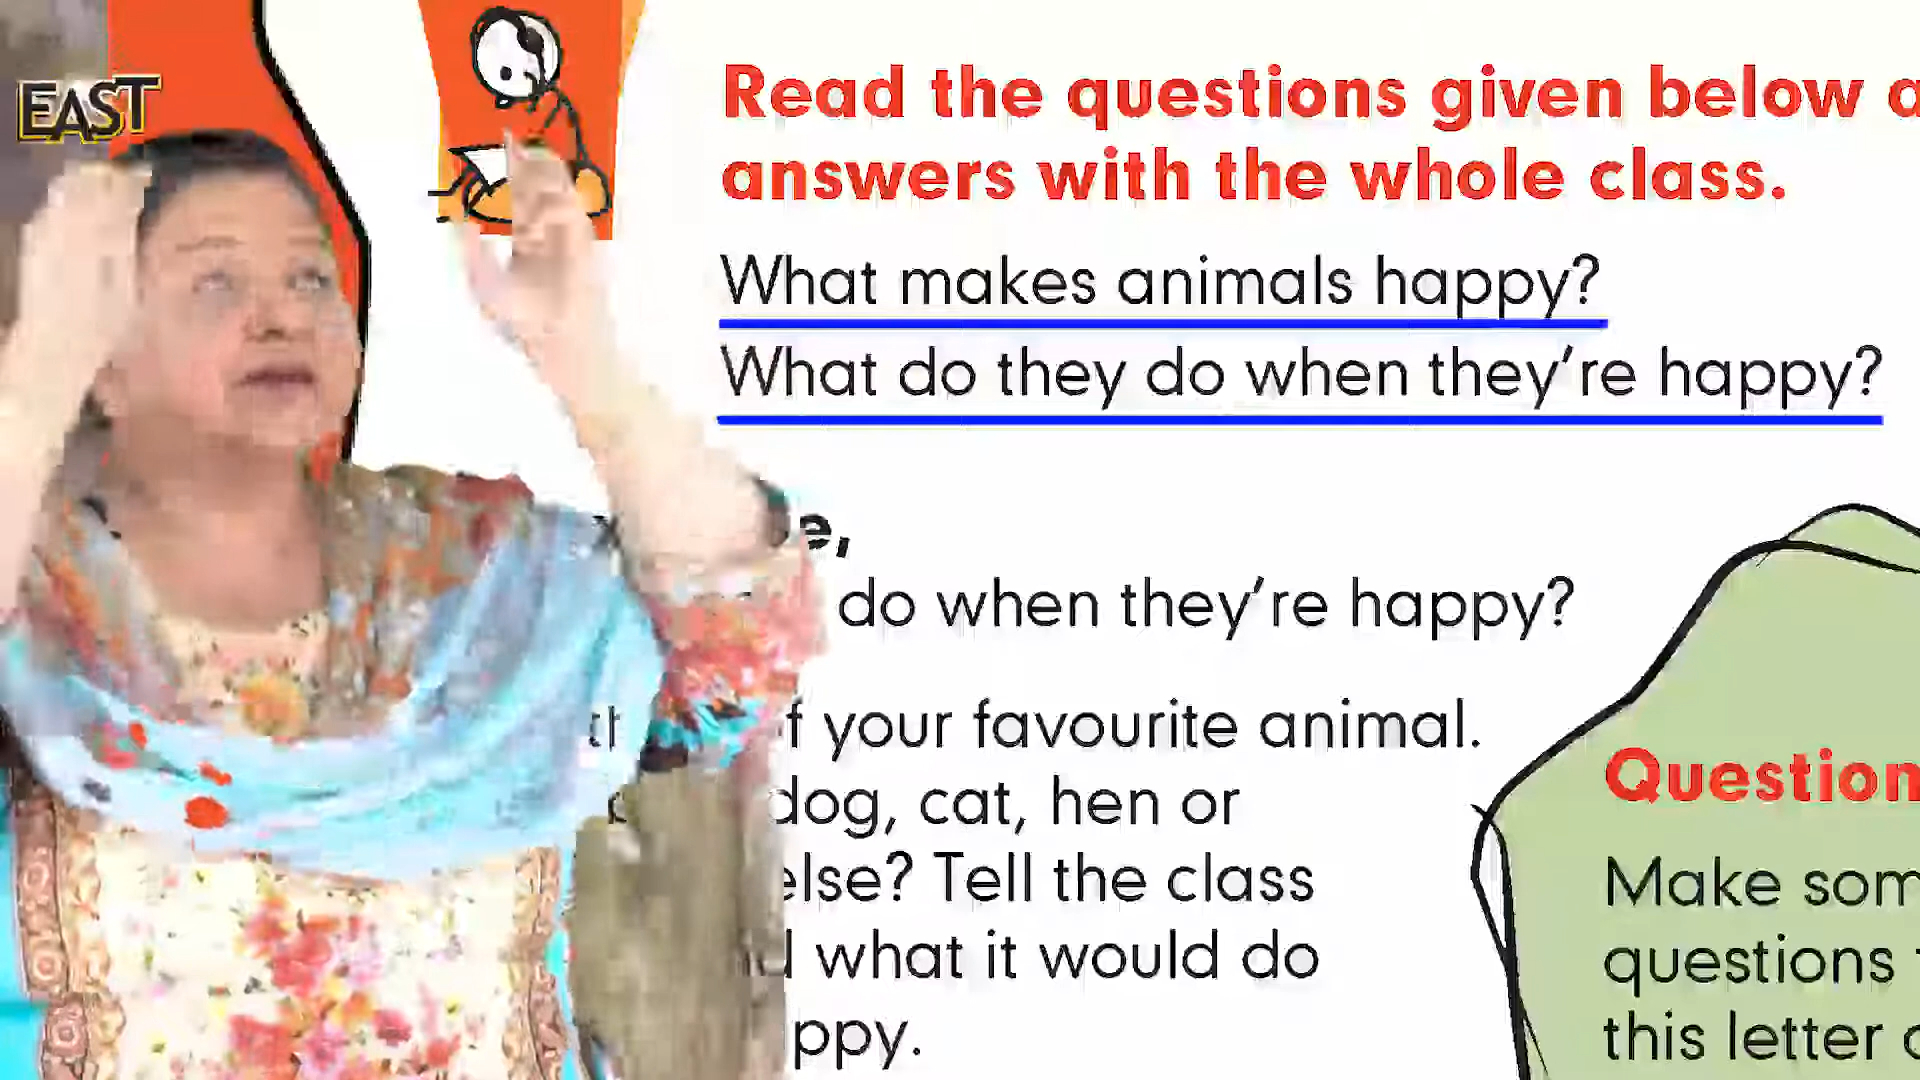 EAST
Read the questions given below
answers with the whole class.
What makes animals happy?
What do they do when they're happy?
do when they're happy?
of your favourite animal.
dog, cat, hen or
else? Tell the class
what it would do
Question
Make
questions
this letter